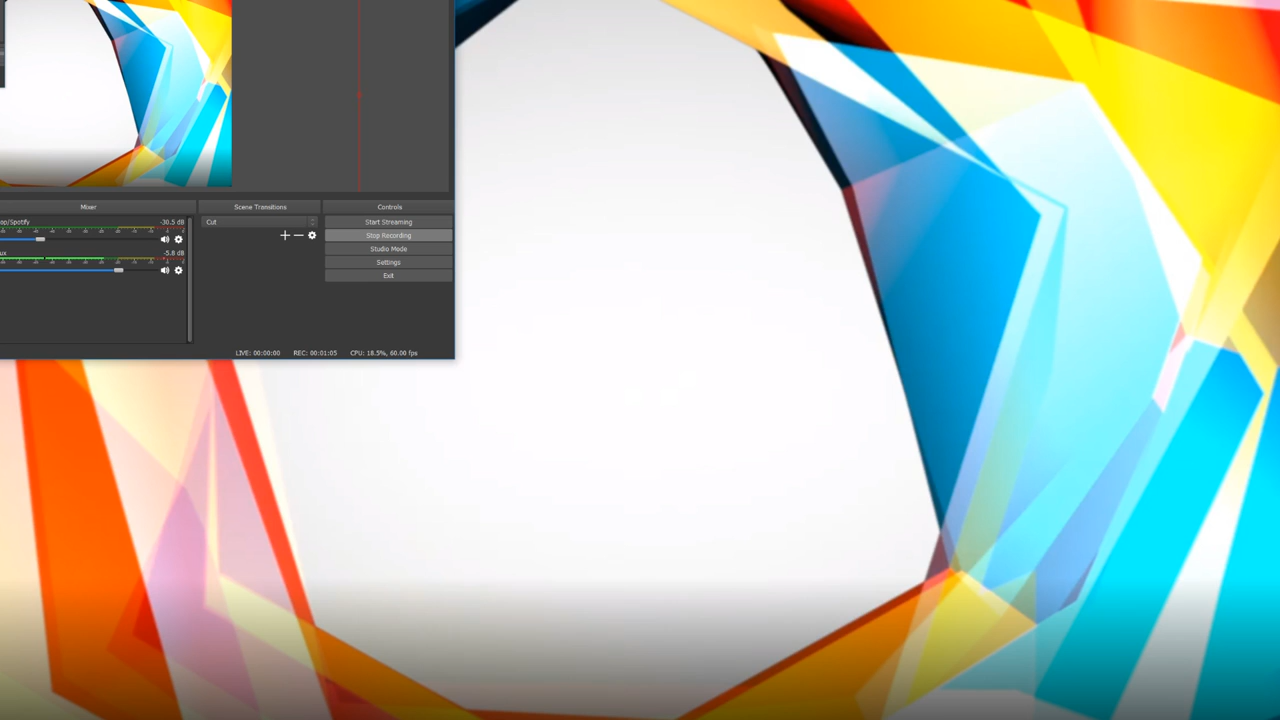 Mixer
Scene Transitions
Controls
op/Spotify
-30.5 dB
Cut
Start Streaming
Stop Recording
Studio Mode
ux
-5.8 dB
Settings
Exit
LIVE: 00:00:00
REC: 00:01:05
CPU: 18.5%, 60.00 fps